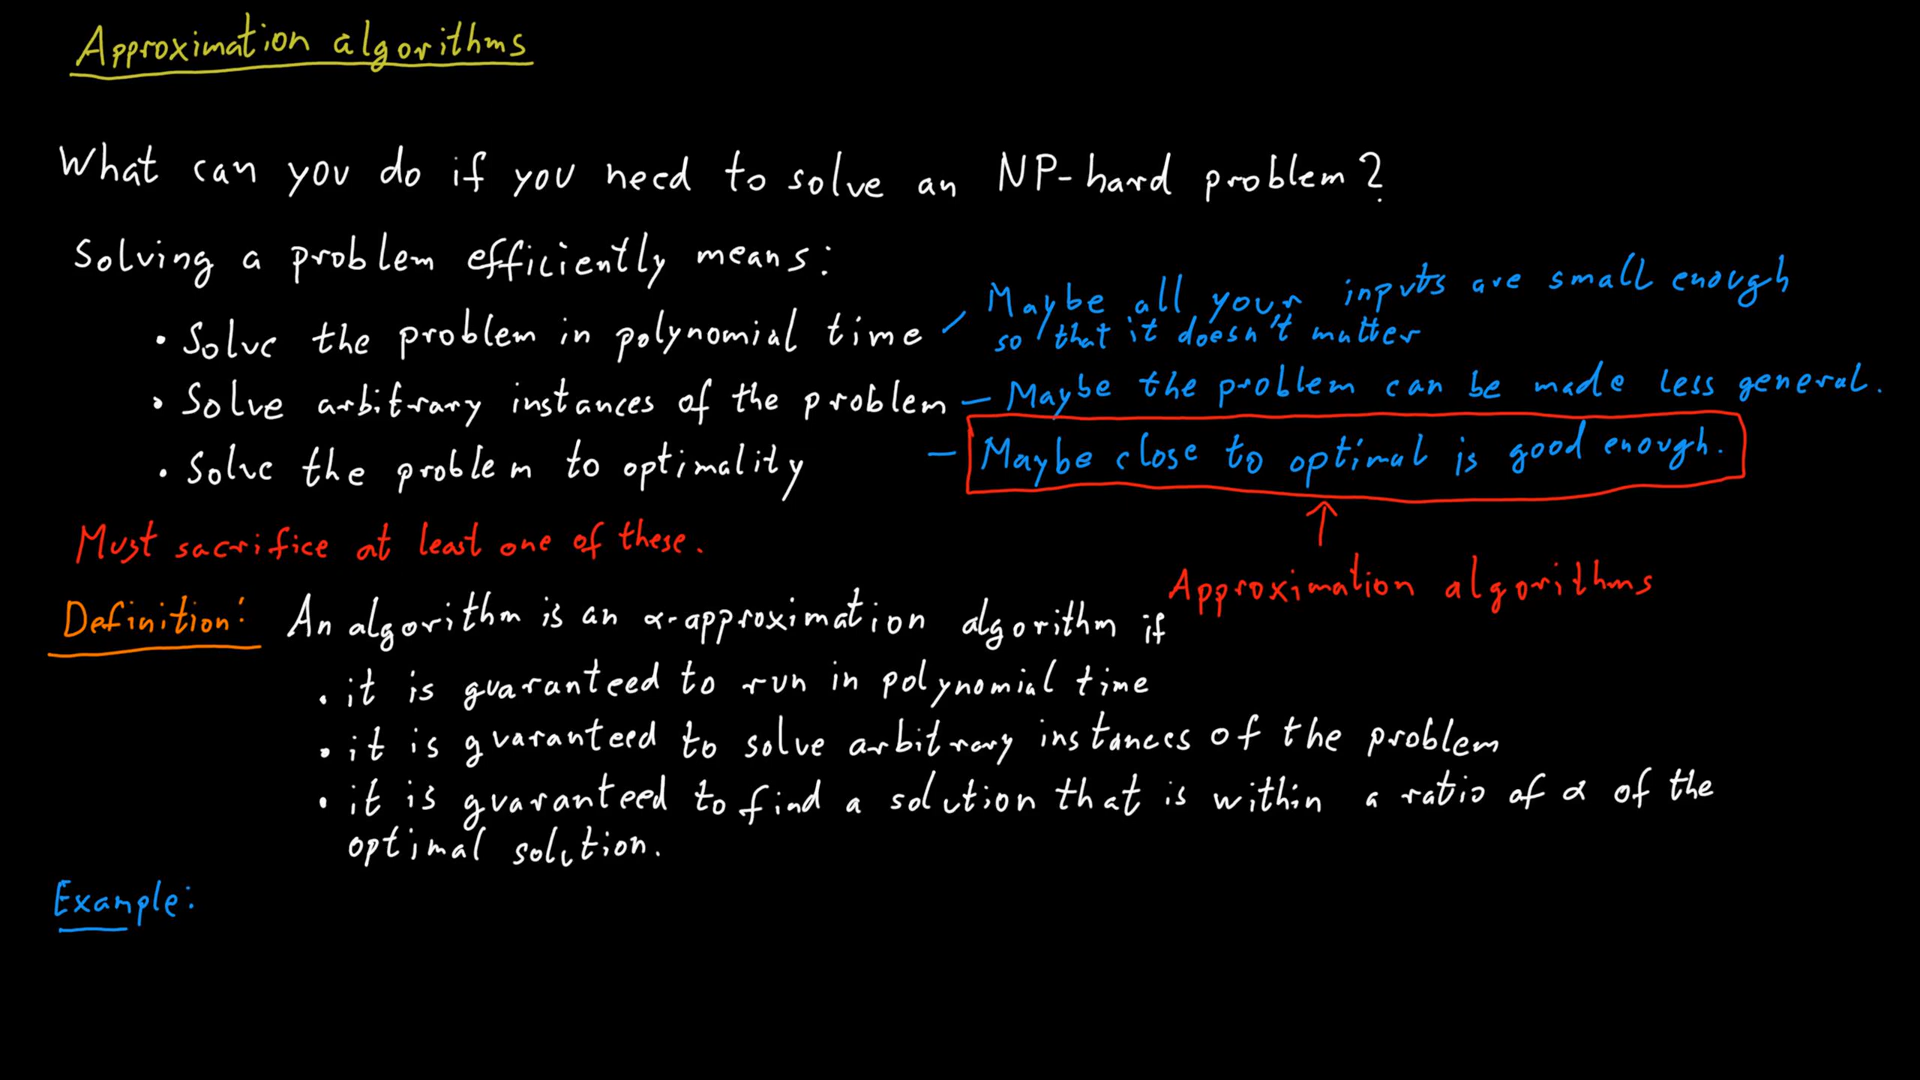 Approximation algorithms
What can you do if you need to solve an NP-hard problem?
Solving a problem efficiently means:
• Solve the problem in polynomial time
– Maybe all your inputs are small enough
so that it doesn't matter
• Solve arbitrary instances of the problem – Maybe the problem can be made less general.
• Solve the problem to optimality – Maybe close to optimal is good enough.
Must sacrifice at least one of these.
↑
Approximation algorithms
Definition: An algorithm is an α-approximation algorithm if
• it is guaranteed to run in polynomial time
• it is guaranteed to solve arbitrary instances of the problem
• it is guaranteed to find a solution that is within a ratio of α of the
optimal solution.
Example: